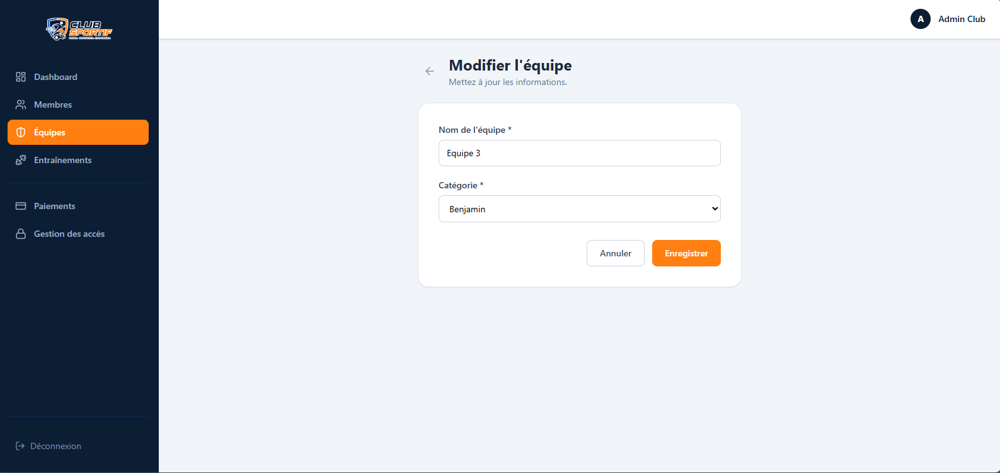 CLUB
SPORTIF
Dashboard
Membres
Équipes
Entraînements
Paiements
Gestion des accès
Déconnexion
A
Admin Club
Modifier l'équipe
Mettez à jour les informations.
Nom de l'équipe *
Equipe 3
Catégorie *
Benjamin
Annuler
Enregistrer